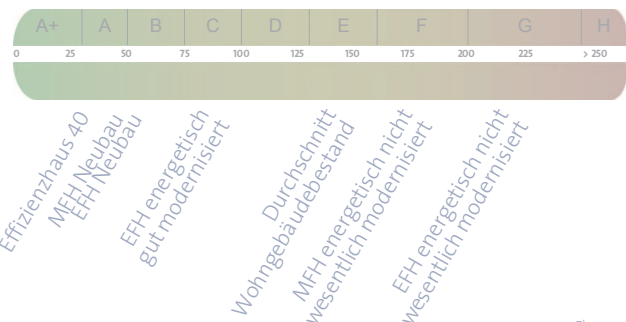 A+ A B C D E F G H
0 25 50 75 100 125 150 175 200 225 > 250
Effizienzhaus 40
MFH Neubau
EFH Neubau
EFH energetisch
gut modernisiert
Durchschnitt
Wohngebäudebestand
MFH energetisch nicht
wesentlich modernisiert
EFH energetisch nicht
wesentlich modernisiert